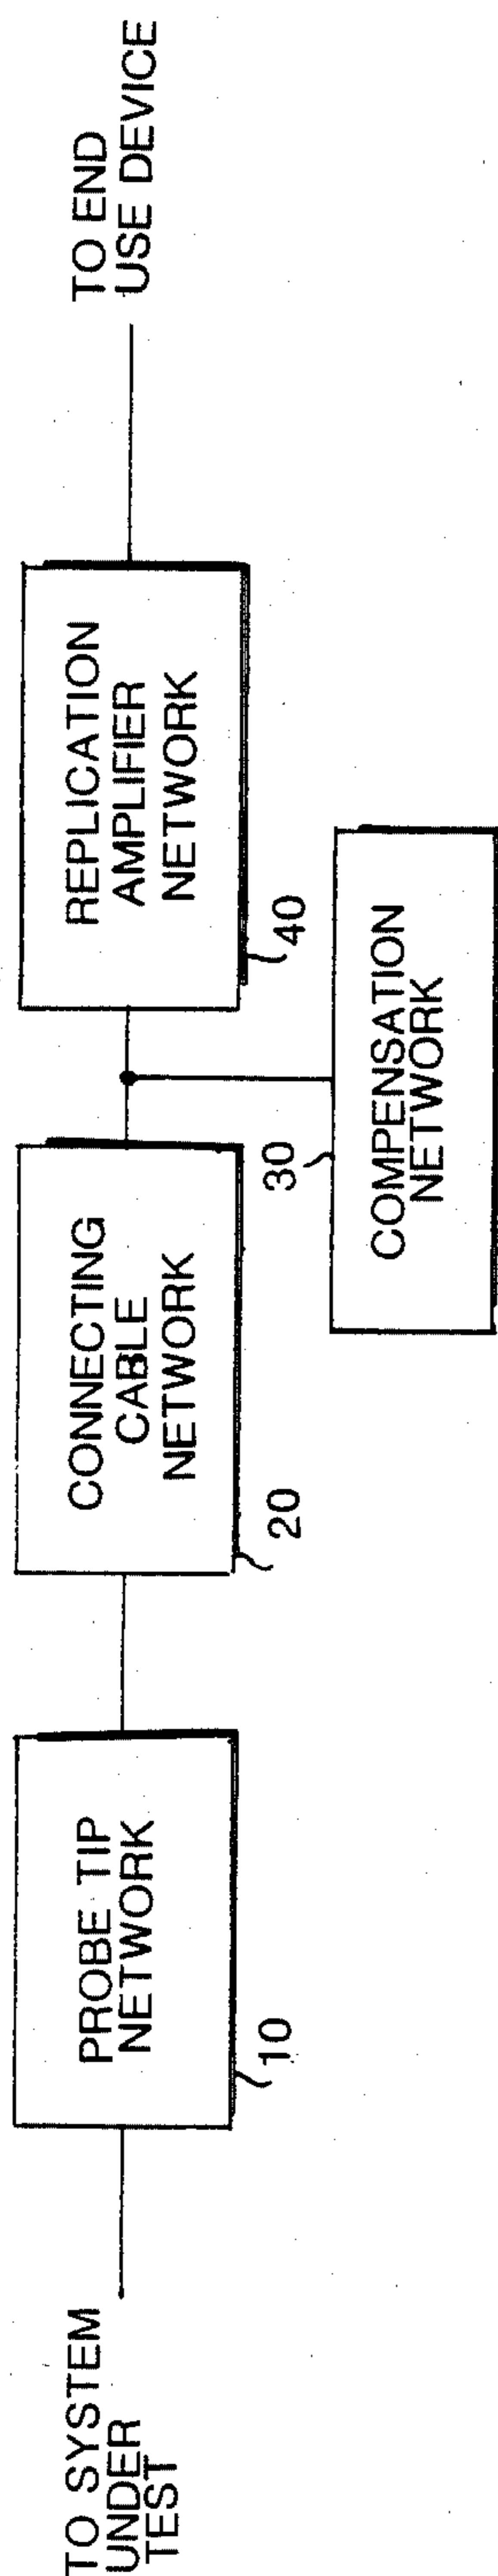 TO SYSTEM
UNDER
TEST
PROBE TIP
NETWORK
10
CONNECTING
CABLE
NETWORK
20
COMPENSATION
NETWORK
30
REPLICATION
AMPLIFIER
NETWORK
40
TO END
USE DEVICE